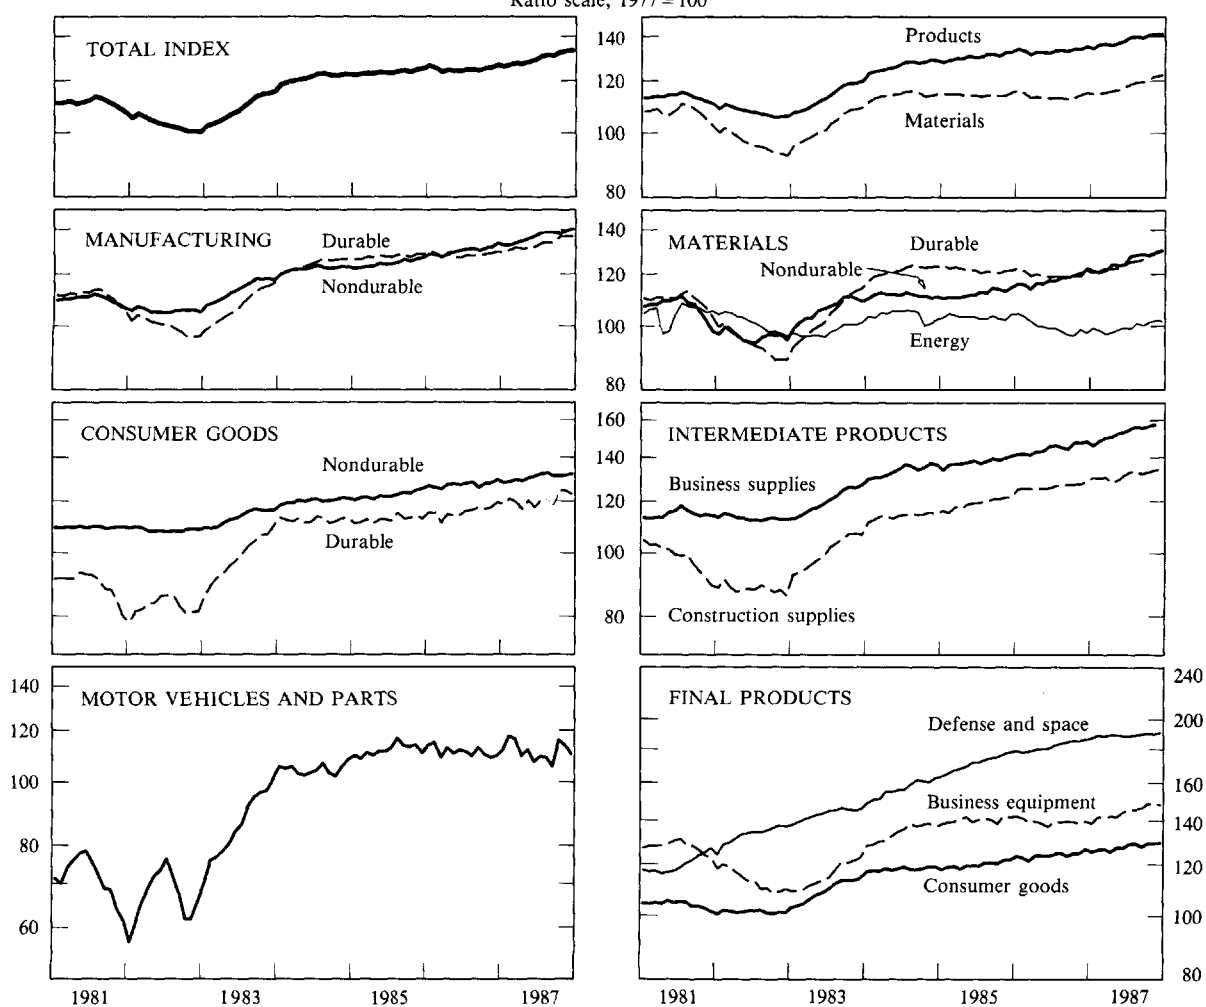 Ratio scale, 1977 = 100
TOTAL INDEX
140
120
100
80
Products
Materials
MANUFACTURING
Durable
Nondurable
140
120
100
80
MATERIALS
Durable
Nondurable
Energy
CONSUMER GOODS
Nondurable
Durable
160
140
120
100
80
INTERMEDIATE PRODUCTS
Business supplies
Construction supplies
140
120
100
80
60
MOTOR VEHICLES AND PARTS
FINAL PRODUCTS
Defense and space
Business equipment
Consumer goods
240
200
160
140
120
100
80
1981 1983 1985 1987
1981 1983 1985 1987